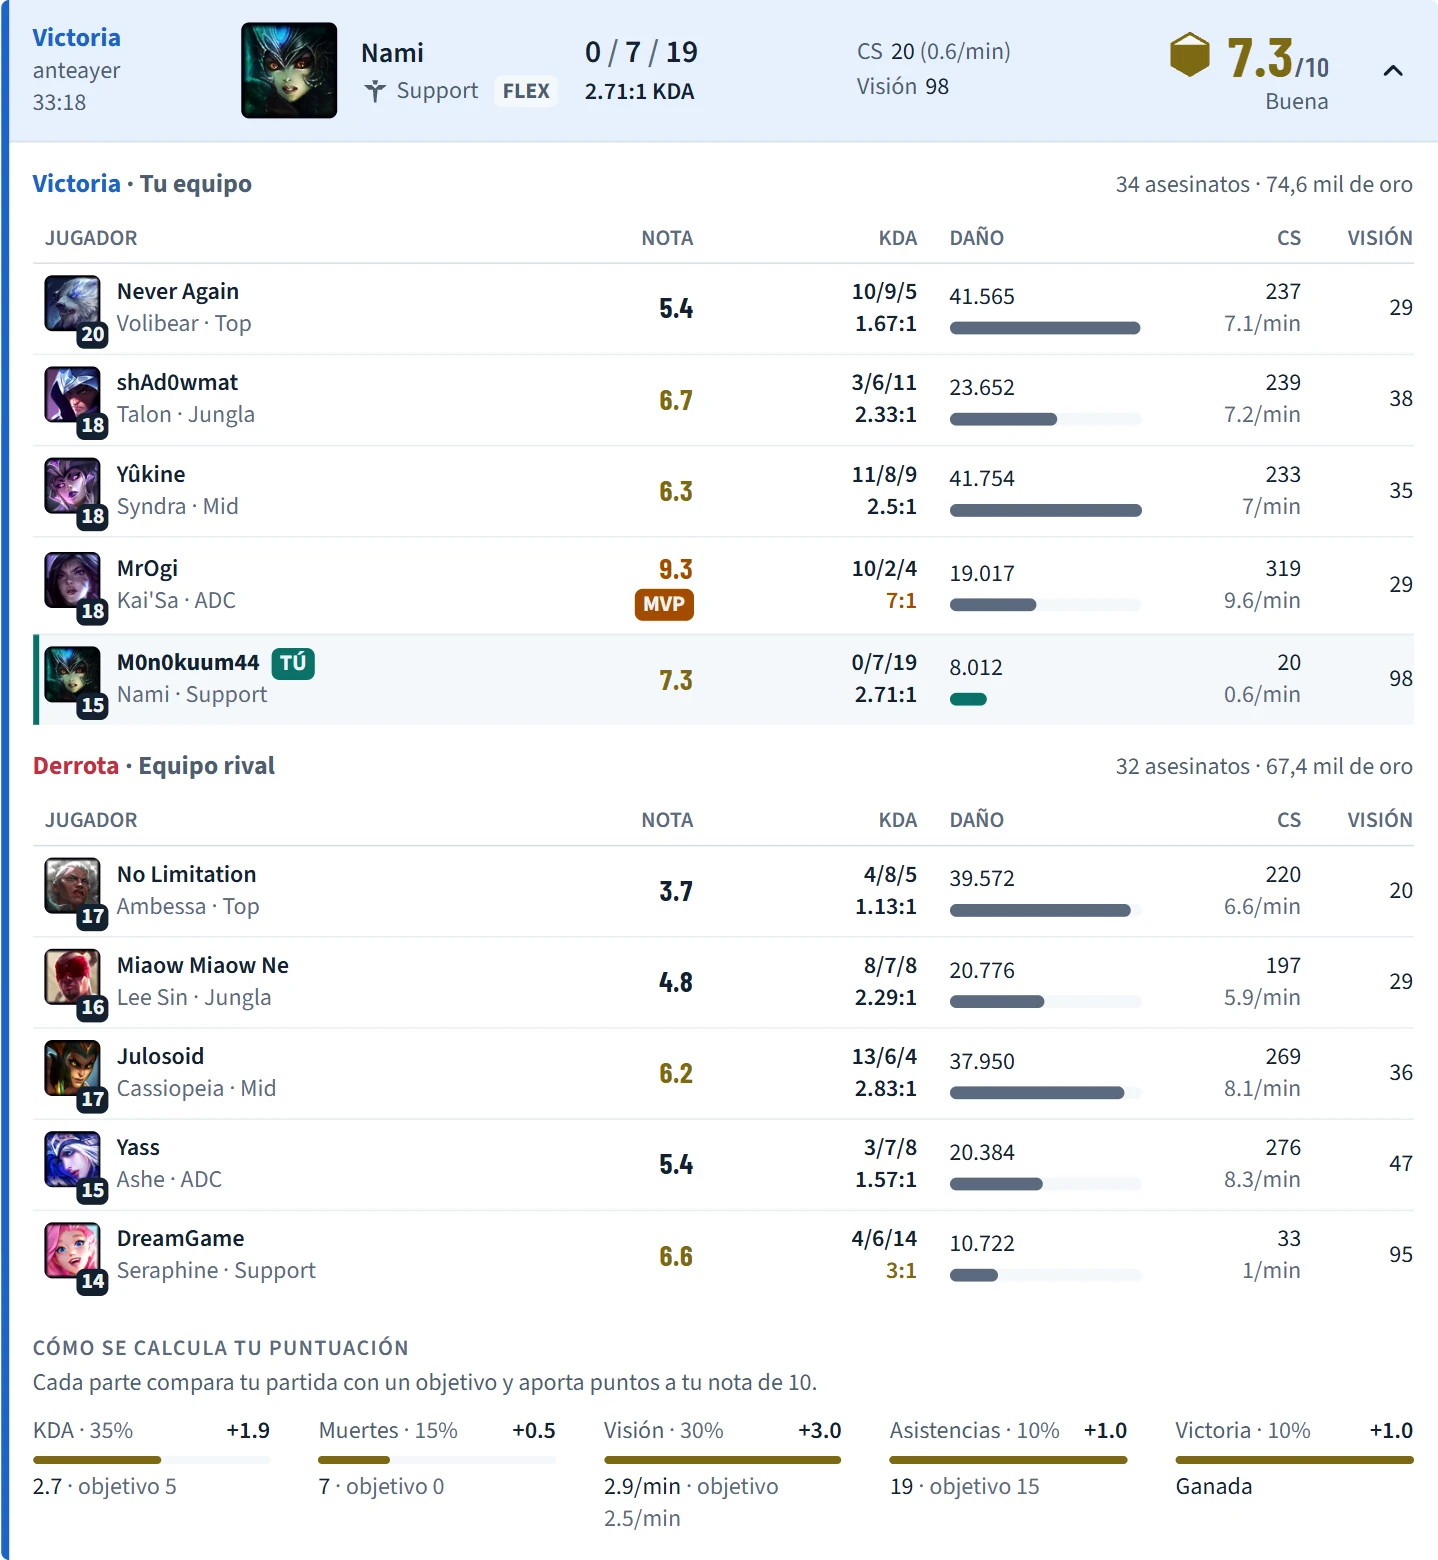 Victoria
anteayer
33:18
Nami
Support FLEX
0 / 7 / 19
2.71:1 KDA
CS 20 (0.6/min)
Visión 98
7.3/10
Buena
Victoria · Tu equipo
34 asesinatos · 74,6 mil de oro
JUGADOR NOTA KDA DAÑO CS VISIÓN
Never Again
Volibear · Top
20
5.4
10/9/5
1.67:1
41.565
237
7.1/min
29
shAd0wmat
Talon · Jungla
18
6.7
3/6/11
2.33:1
23.652
239
7.2/min
38
Yûkine
Syndra · Mid
18
6.3
11/8/9
2.5:1
41.754
233
7/min
35
MrOgi
Kai'Sa · ADC
18
9.3
MVP
10/2/4
7:1
19.017
319
9.6/min
29
M0n0kuum44 TÚ
Nami · Support
15
7.3
0/7/19
2.71:1
8.012
20
0.6/min
98
Derrota · Equipo rival
32 asesinatos · 67,4 mil de oro
JUGADOR NOTA KDA DAÑO CS VISIÓN
No Limitation
Ambessa · Top
17
3.7
4/8/5
1.13:1
39.572
220
6.6/min
20
Miaow Miaow Ne
Lee Sin · Jungla
16
4.8
8/7/8
2.29:1
20.776
197
5.9/min
29
Julosoid
Cassiopeia · Mid
17
6.2
13/6/4
2.83:1
37.950
269
8.1/min
36
Yass
Ashe · ADC
15
5.4
3/7/8
1.57:1
20.384
276
8.3/min
47
DreamGame
Seraphine · Support
14
6.6
4/6/14
3:1
10.722
33
1/min
95
CÓMO SE CALCULA TU PUNTUACIÓN
Cada parte compara tu partida con un objetivo y aporta puntos a tu nota de 10.
KDA · 35% +1.9
2.7 · objetivo 5
Muertes · 15% +0.5
7 · objetivo 0
Visión · 30% +3.0
2.9/min · objetivo
2.5/min
Asistencias · 10% +1.0
19 · objetivo 15
Victoria · 10% +1.0
Ganada